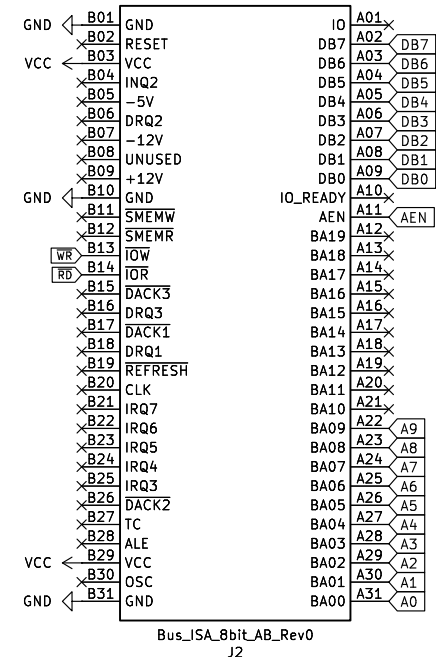 GND B01 GND IO A01
B02 RESET DB7 A02 DB7
VCC B03 VCC DB6 A03 DB6
B04 INQ2 DB5 A04 DB5
B05 -5V DB4 A05 DB4
B06 DRQ2 DB3 A06 DB3
B07 -12V DB2 A07 DB2
B08 UNUSED DB1 A08 DB1
B09 +12V DB0 A09 DB0
GND B10 GND IO_READY A10
B11 SMEMW AEN A11 AEN
B12 SMEMR BA19 A12
WR B13 IOW BA18 A13
RD B14 IOR BA17 A14
B15 DACK3 BA16 A15
B16 DRQ3 BA15 A16
B17 DACK1 BA14 A17
B18 DRQ1 BA13 A18
B19 REFRESH BA12 A19
B20 CLK BA11 A20
B21 IRQ7 BA10 A21
B22 IRQ6 BA09 A22 A9
B23 IRQ5 BA08 A23 A8
B24 IRQ4 BA07 A24 A7
B25 IRQ3 BA06 A25 A6
B26 DACK2 BA05 A26 A5
B27 TC BA04 A27 A4
B28 ALE BA03 A28 A3
VCC B29 VCC BA02 A29 A2
B30 OSC BA01 A30 A1
GND B31 GND BA00 A31 A0
Bus_ISA_8bit_AB_Rev0
J2